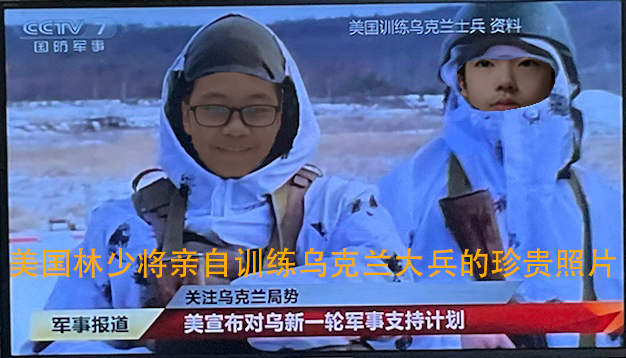 CCTV 7
国防军事
美国训练乌克兰士兵 资料
美国林少将亲自训练乌克兰大兵的珍贵照片
关注乌克兰局势
军事报道
美宣布对乌新一轮军事支持计划